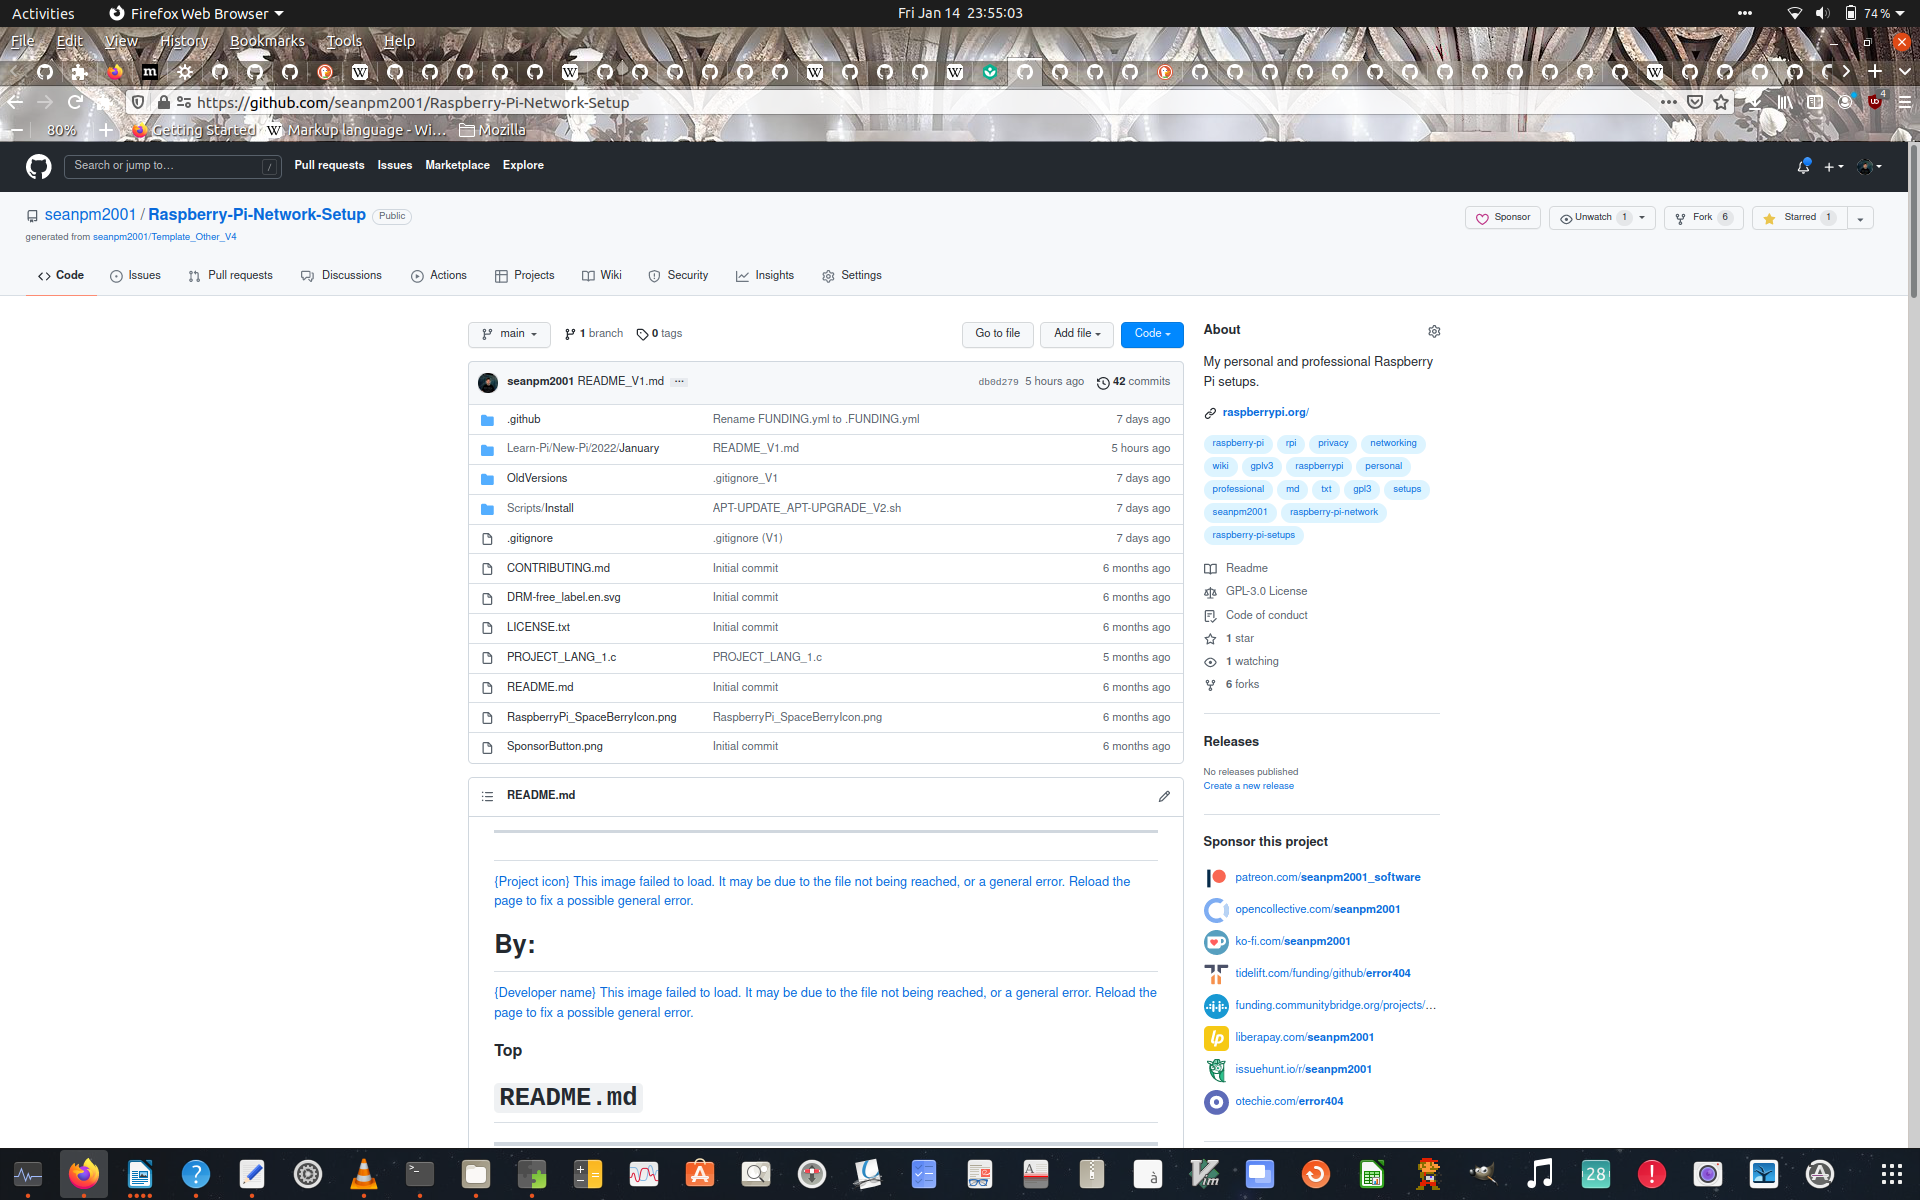 Activities Firefox Web Browser Fri Jan 14 23:55:03 74 %
File Edit View History Bookmarks Tools Help
https://github.com/seanpm2001/Raspberry-Pi-Network-Setup 4
80% Getting Started Markup language - Wi… Mozilla
Search or jump to… / Pull requests Issues Marketplace Explore
seanpm2001 / Raspberry-Pi-Network-Setup Public Sponsor Unwatch 1 Fork 6 Starred 1
generated from seanpm2001/Template_Other_V4
Code Issues Pull requests Discussions Actions Projects Wiki Security Insights Settings
main 1 branch 0 tags Go to file Add file Code
seanpm2001 README_V1.md ··· db0d279 5 hours ago 42 commits
.github Rename FUNDING.yml to .FUNDING.yml 7 days ago
Learn-Pi/New-Pi/2022/January README_V1.md 5 hours ago
OldVersions .gitignore_V1 7 days ago
Scripts/Install APT-UPDATE_APT-UPGRADE_V2.sh 7 days ago
.gitignore .gitignore (V1) 7 days ago
CONTRIBUTING.md Initial commit 6 months ago
DRM-free_label.en.svg Initial commit 6 months ago
LICENSE.txt Initial commit 6 months ago
PROJECT_LANG_1.c PROJECT_LANG_1.c 5 months ago
README.md Initial commit 6 months ago
RaspberryPi_SpaceBerryIcon.png RaspberryPi_SpaceBerryIcon.png 6 months ago
SponsorButton.png Initial commit 6 months ago
README.md
{Project icon} This image failed to load. It may be due to the file not being reached, or a general error. Reload the
page to fix a possible general error.
By:
{Developer name} This image failed to load. It may be due to the file not being reached, or a general error. Reload the
page to fix a possible general error.
Top
README.md
About
My personal and professional Raspberry
Pi setups.
raspberrypi.org/
raspberry-pi rpi privacy networking
wiki gplv3 raspberrypi personal
professional md txt gpl3 setups
seanpm2001 raspberry-pi-network
raspberry-pi-setups
Readme
GPL-3.0 License
Code of conduct
1 star
1 watching
6 forks
Releases
No releases published
Create a new release
Sponsor this project
patreon.com/seanpm2001_software
opencollective.com/seanpm2001
ko-fi.com/seanpm2001
tidelift.com/funding/github/error404
funding.communitybridge.org/projects/…
liberapay.com/seanpm2001
issuehunt.io/r/seanpm2001
otechie.com/error404
28